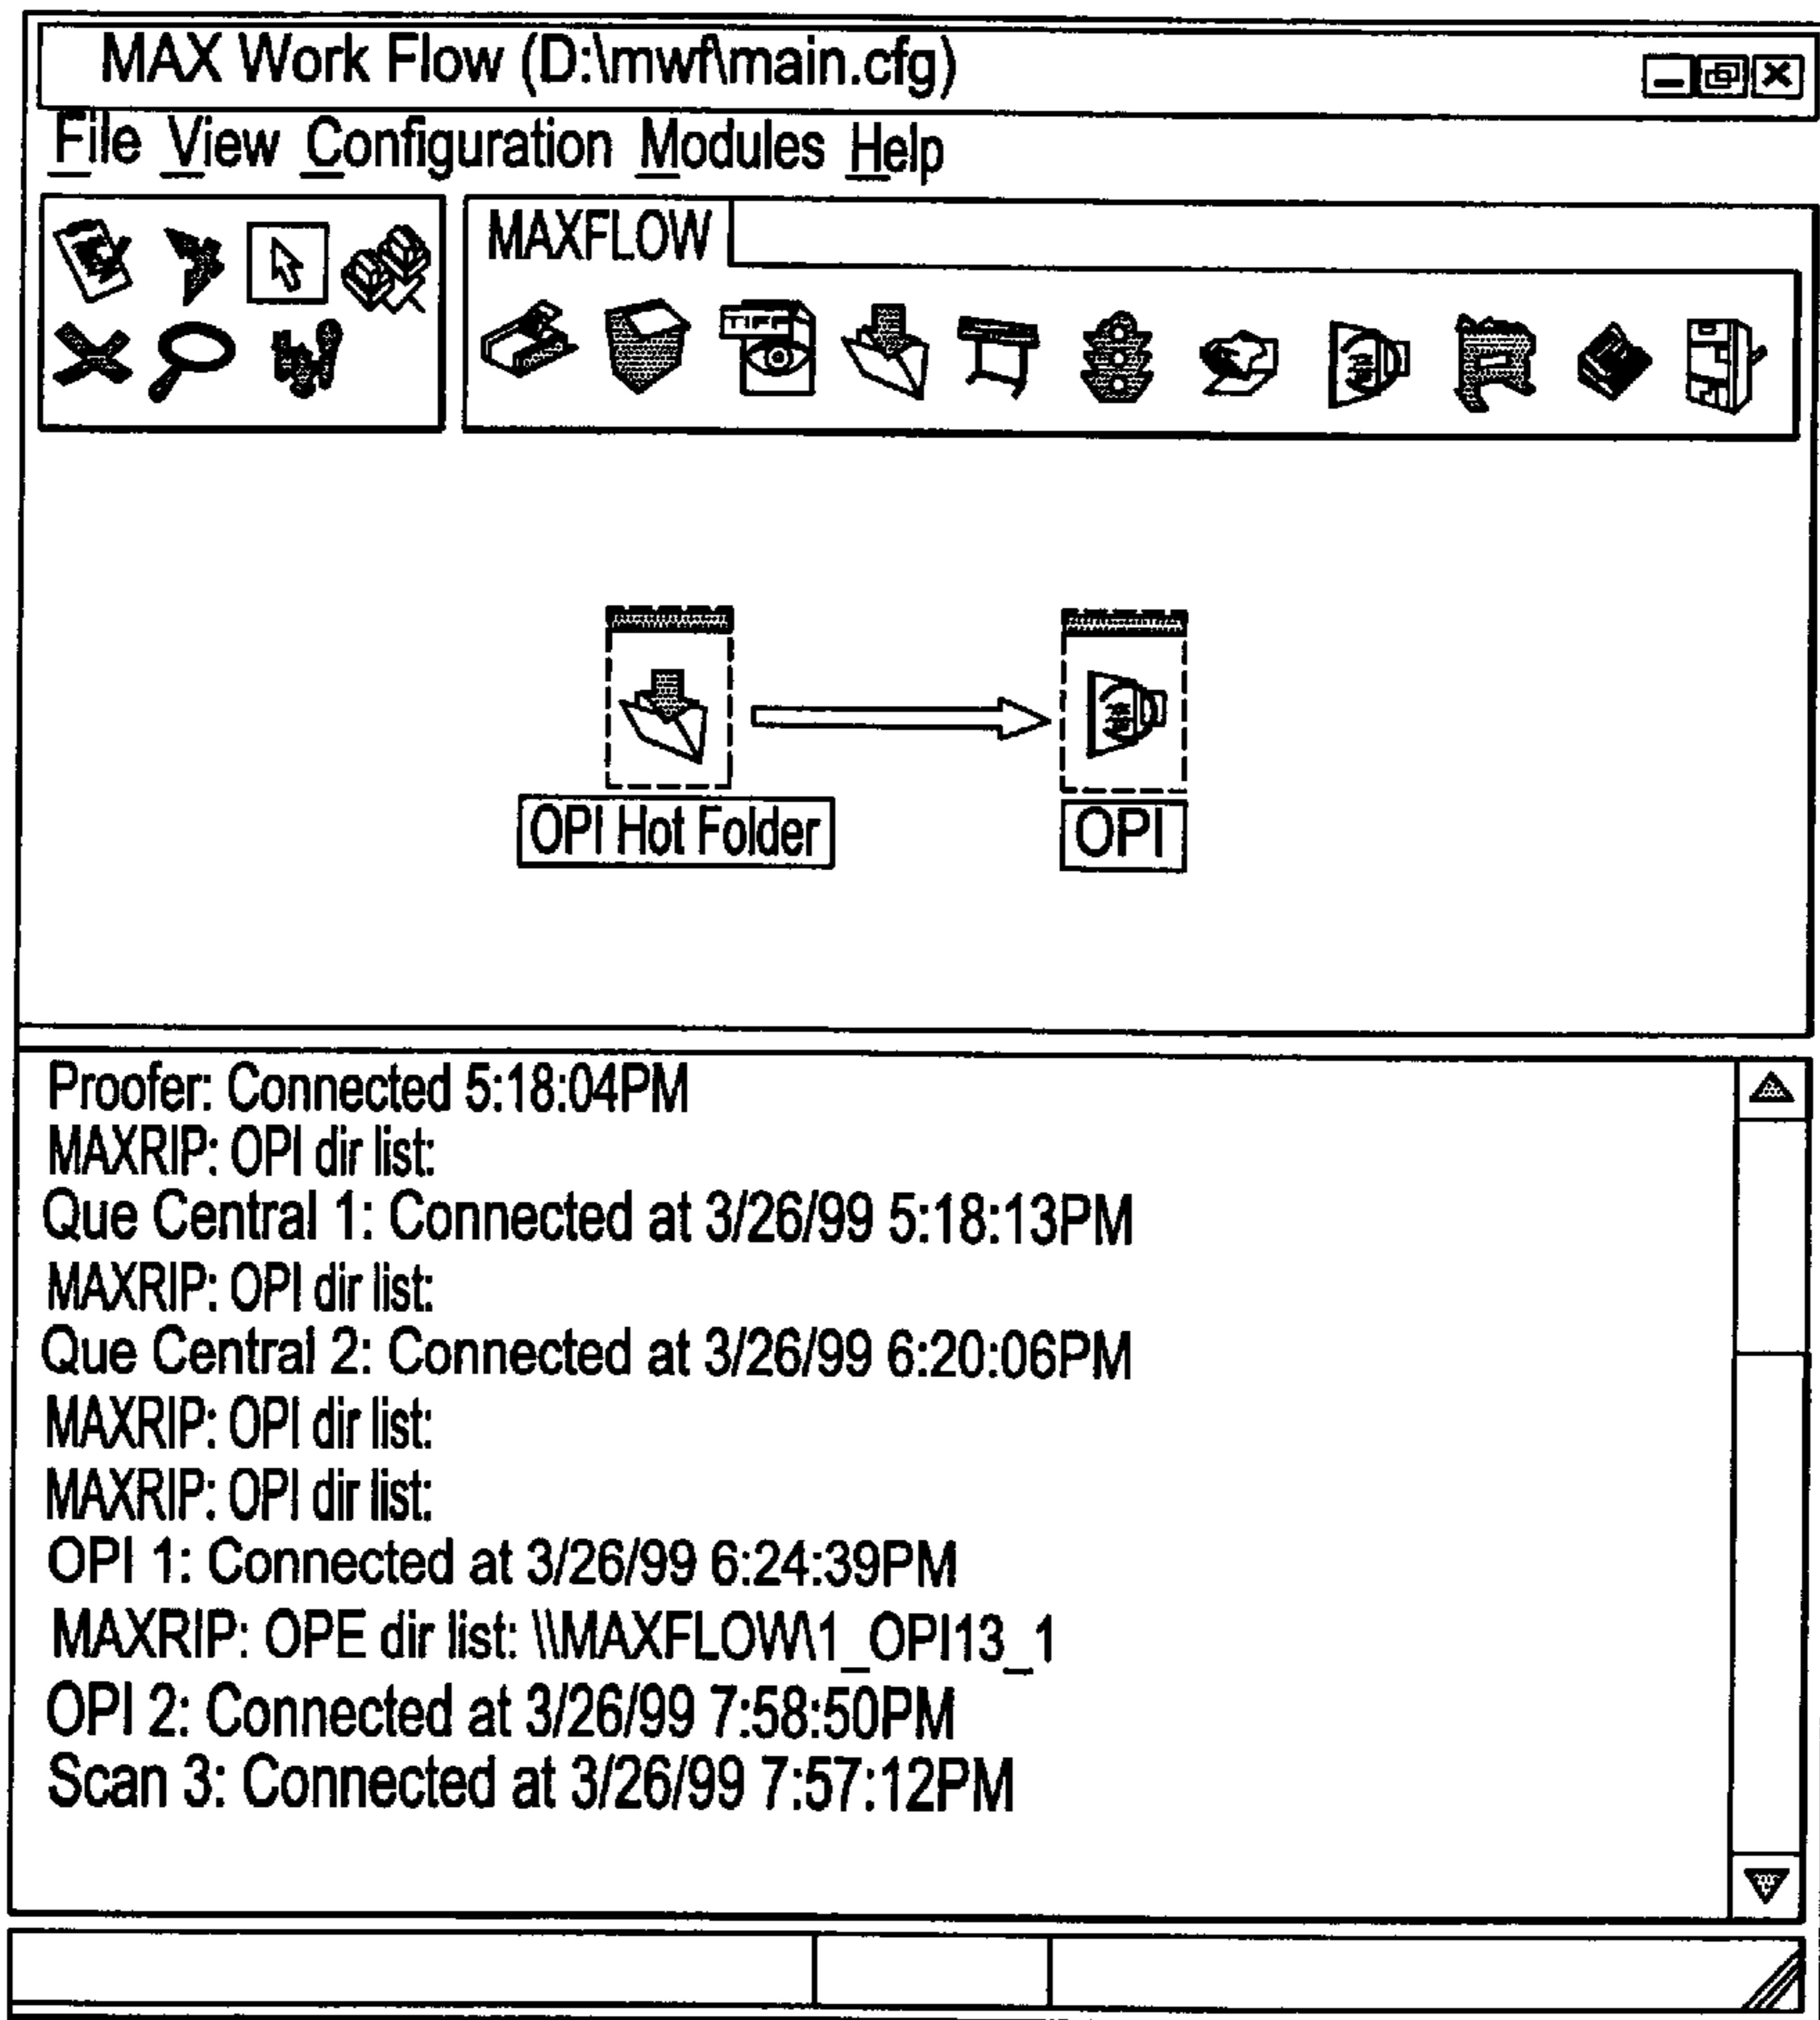 MAX Work Flow (D:\mwf\main.cfg)
File View Configuration Modules Help
MAXFLOW
TIFF
OPI Hot Folder
OPI
Proofer: Connected 5:18:04PM
MAXRIP: OPI dir list:
Que Central 1: Connected at 3/26/99 5:18:13PM
MAXRIP: OPI dir list:
Que Central 2: Connected at 3/26/99 6:20:06PM
MAXRIP: OPI dir list:
MAXRIP: OPI dir list:
OPI 1: Connected at 3/26/99 6:24:39PM
MAXRIP: OPE dir list: \\MAXFLOW\1_OPI13_1
OPI 2: Connected at 3/26/99 7:58:50PM
Scan 3: Connected at 3/26/99 7:57:12PM